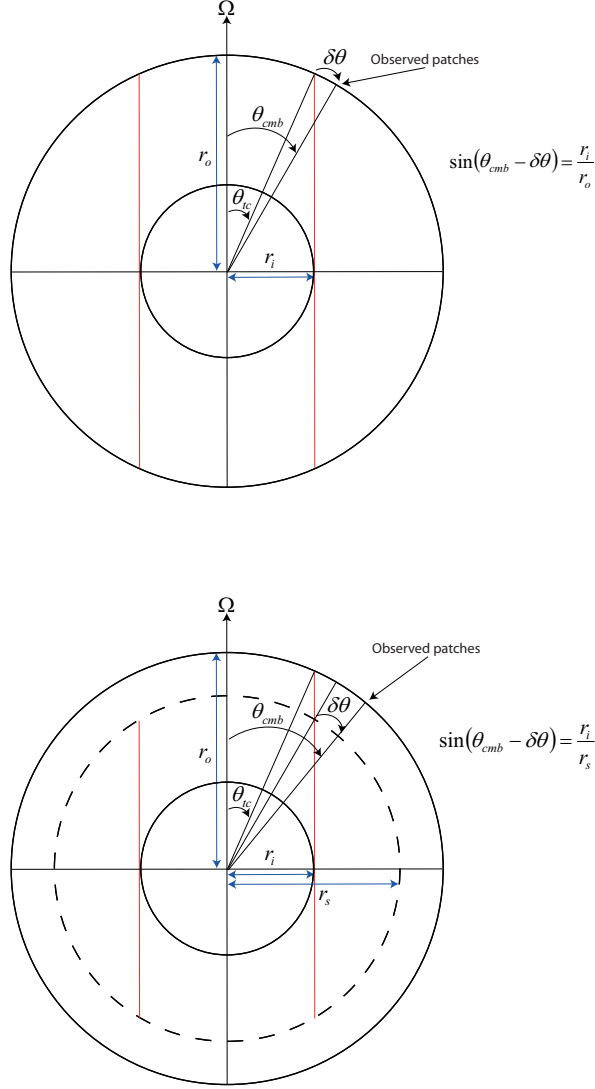 Ω
δθ
Observed patches
θcmb
ro
sin(θcmb − δθ) = ri/ro
θtc
ri
Ω
Observed patches
δθ
θcmb
ro
sin(θcmb − δθ) = ri/rs
θtc
ri
rs